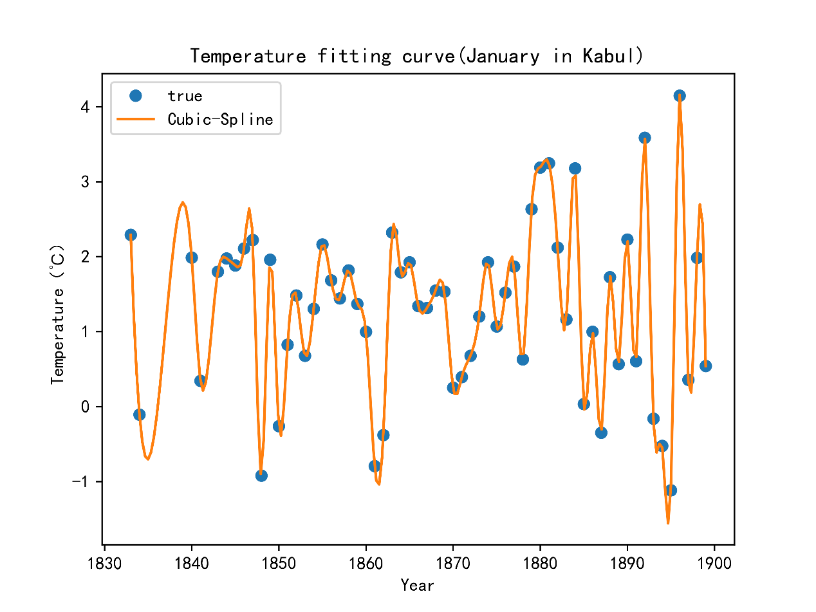 Temperature fitting curve(January in Kabul)
true
Cubic-Spline
Temperature (℃)
4
3
2
1
0
-1
1830 1840 1850 1860 1870 1880 1890 1900
Year